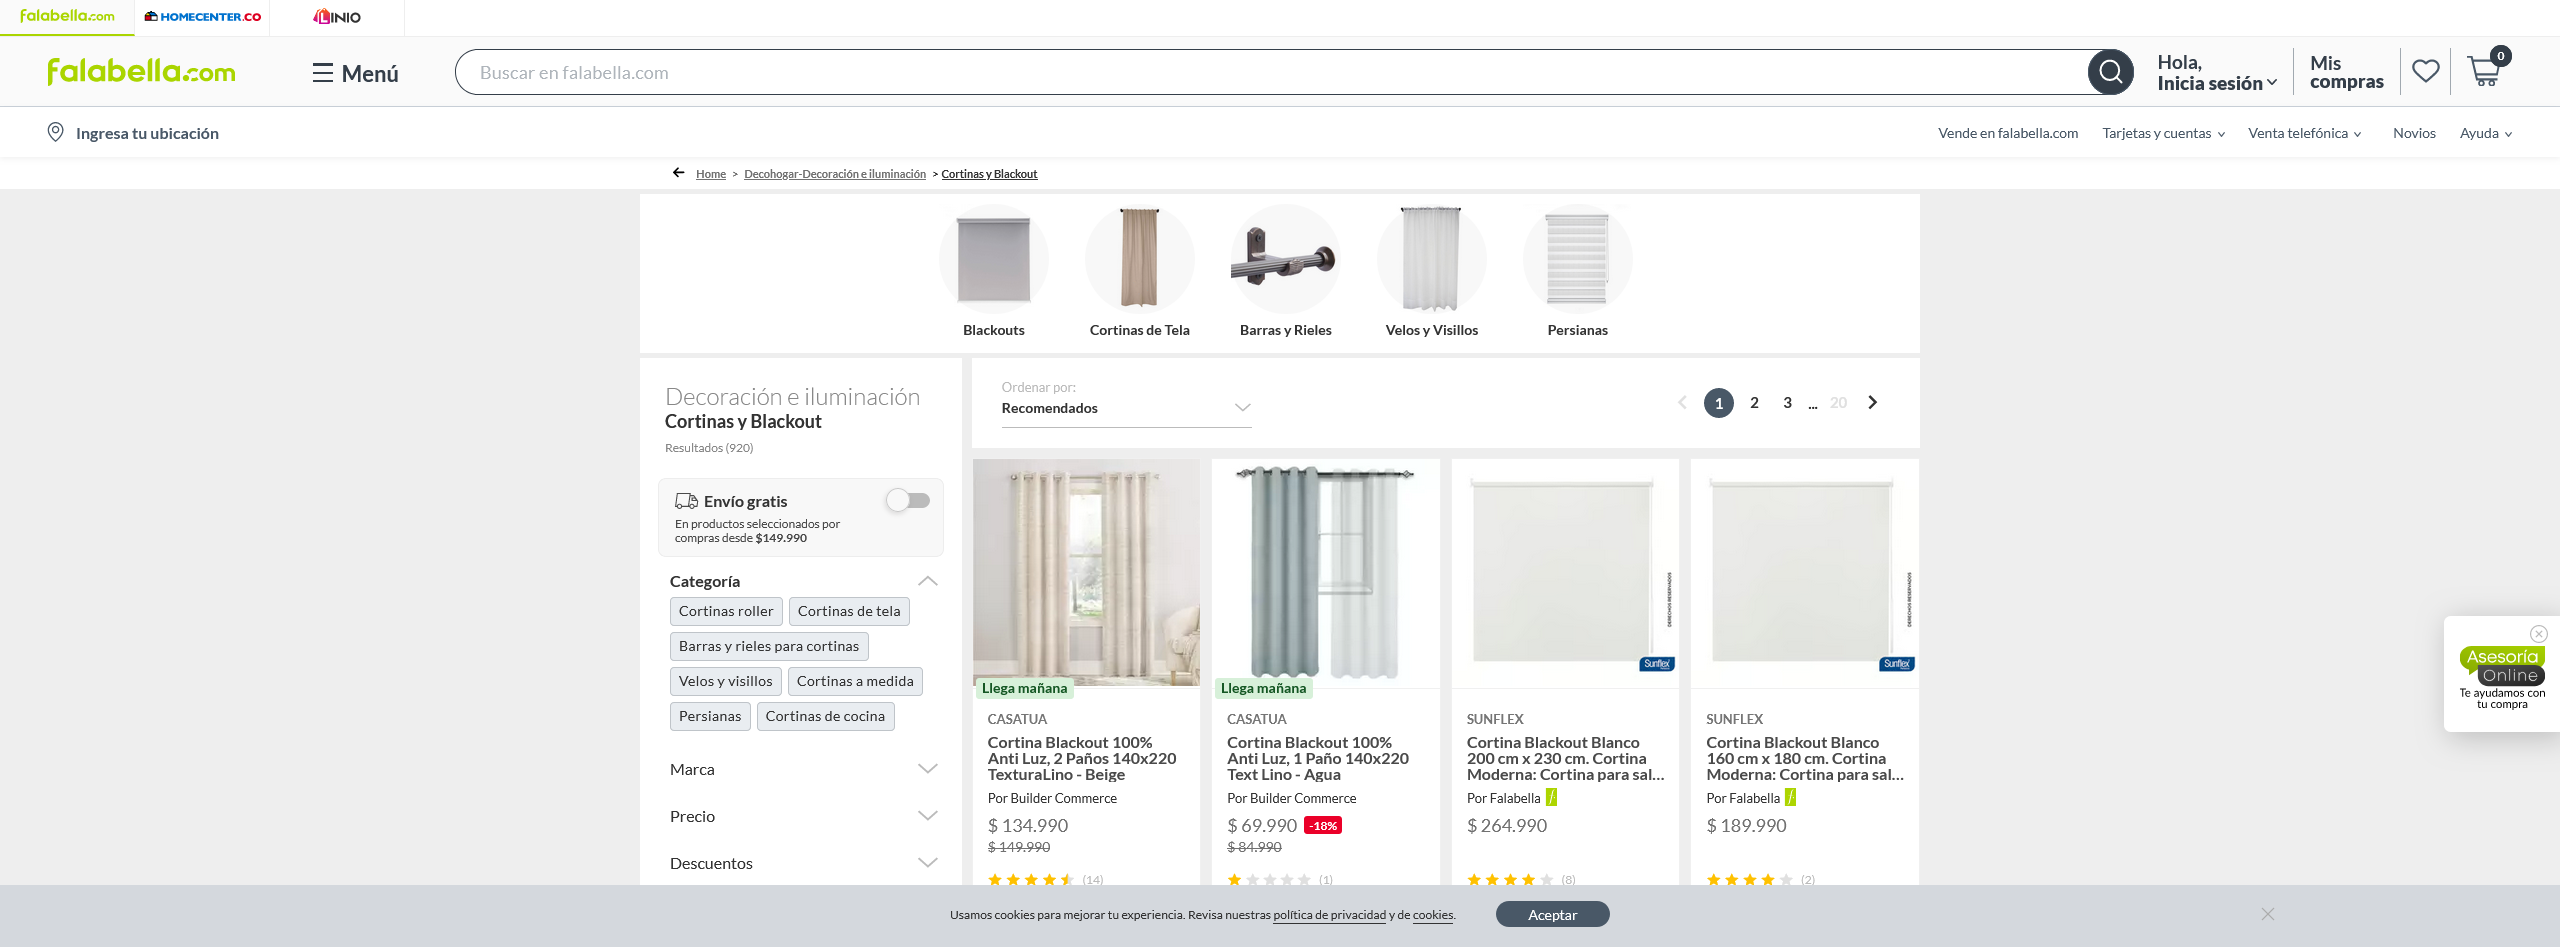 falabella.com
HOMECENTER.CO
LINIO
falabella.com
Menú
Buscar en falabella.com
Hola,
Inicia sesión
Mis
compras
0
Ingresa tu ubicación
Vende en falabella.com
Tarjetas y cuentas
Venta telefónica
Novios
Ayuda
Home > Decohogar-Decoración e iluminación > Cortinas y Blackout
Blackouts
Cortinas de Tela
Barras y Rieles
Velos y Visillos
Persianas
Decoración e iluminación
Cortinas y Blackout
Resultados (920)
Envío gratis
En productos seleccionados por
compras desde $149.990
Categoría
Cortinas roller
Cortinas de tela
Barras y rieles para cortinas
Velos y visillos
Cortinas a medida
Persianas
Cortinas de cocina
Marca
Precio
Descuentos
Ordenar por:
Recomendados
1 2 3 ... 20
Llega mañana
CASATUA
Cortina Blackout 100%
Anti Luz, 2 Paños 140x220
TexturaLino - Beige
Por Builder Commerce
$ 134.990
$ 149.990
(14)
Llega mañana
CASATUA
Cortina Blackout 100%
Anti Luz, 1 Paño 140x220
Text Lino - Agua
Por Builder Commerce
$ 69.990 -18%
$ 84.990
(1)
DERECHOS RESERVADOS
Sunflex
SUNFLEX
Cortina Blackout Blanco
200 cm x 230 cm. Cortina
Moderna: Cortina para sal...
Por Falabella
$ 264.990
(8)
DERECHOS RESERVADOS
Sunflex
SUNFLEX
Cortina Blackout Blanco
160 cm x 180 cm. Cortina
Moderna: Cortina para sal...
Por Falabella
$ 189.990
(2)
Asesoría
Online
Te ayudamos con
tu compra
Usamos cookies para mejorar tu experiencia. Revisa nuestras política de privacidad y de cookies.
Aceptar